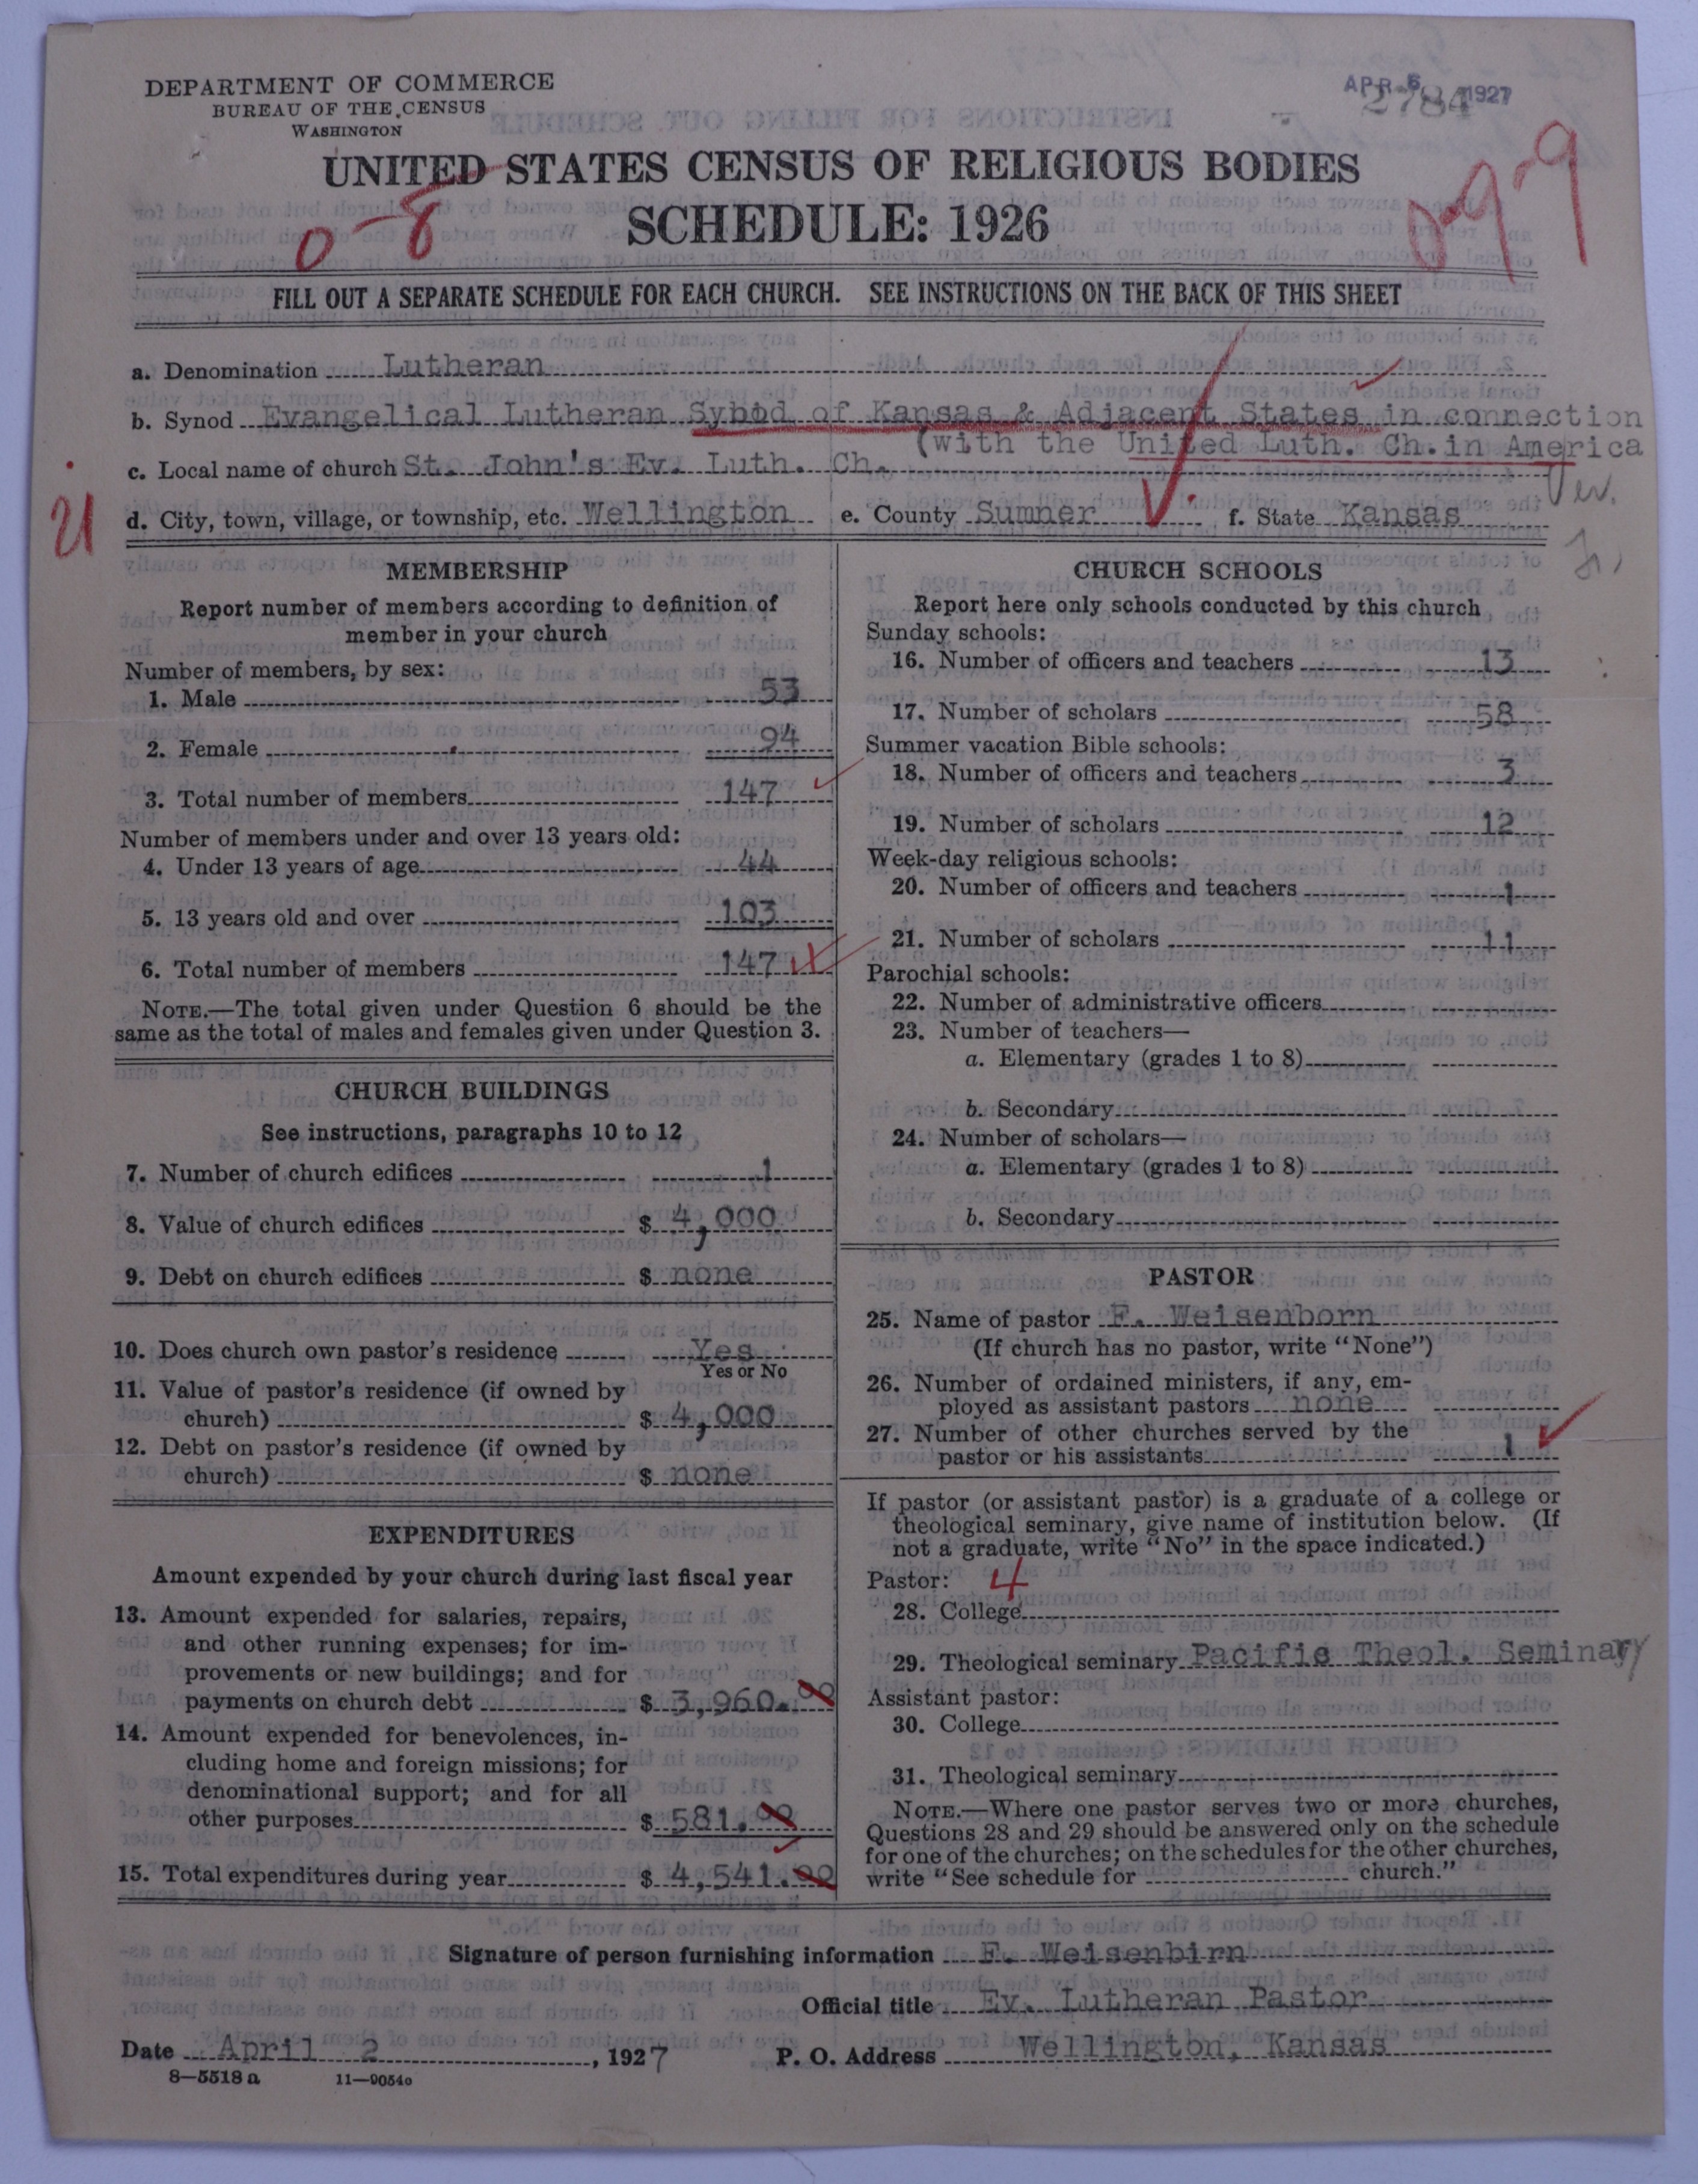 DEPARTMENT OF COMMERCE
BUREAU OF THE CENSUS
WASHINGTON
APR 6 1927
2784
UNITED STATES CENSUS OF RELIGIOUS BODIES
SCHEDULE: 1926
0-8
0-9-9
FILL OUT A SEPARATE SCHEDULE FOR EACH CHURCH. SEE INSTRUCTIONS ON THE BACK OF THIS SHEET
a. Denomination Lutheran
b. Synod Evangelical Lutheran Synod of Kansas & Adjacent States in connection
(with the United Luth. Ch. in America
c. Local name of church St. John's Ev. Luth. Ch.
Ver.
21
d. City, town, village, or township, etc. Wellington e. County Sumner f. State Kansas
MEMBERSHIP
Report number of members according to definition of
member in your church
Number of members, by sex:
1. Male 53
2. Female 94
3. Total number of members 147
Number of members under and over 13 years old:
4. Under 13 years of age 44
5. 13 years old and over 103
6. Total number of members 147
NOTE.—The total given under Question 6 should be the
same as the total of males and females given under Question 3.
CHURCH BUILDINGS
See instructions, paragraphs 10 to 12
7. Number of church edifices 1
8. Value of church edifices $ 4,000
9. Debt on church edifices $ none
10. Does church own pastor's residence Yes
Yes or No
11. Value of pastor's residence (if owned by
church) $ 4,000
12. Debt on pastor's residence (if owned by
church) $ none
EXPENDITURES
Amount expended by your church during last fiscal year
13. Amount expended for salaries, repairs,
and other running expenses; for im-
provements or new buildings; and for
payments on church debt $ 3,960.00
14. Amount expended for benevolences, in-
cluding home and foreign missions; for
denominational support; and for all
other purposes $ 581.00
15. Total expenditures during year $ 4,541.00
CHURCH SCHOOLS
Report here only schools conducted by this church
Sunday schools:
16. Number of officers and teachers 13
17. Number of scholars 58
Summer vacation Bible schools:
18. Number of officers and teachers 3
19. Number of scholars 12
Week-day religious schools:
20. Number of officers and teachers 1
21. Number of scholars 11
Parochial schools:
22. Number of administrative officers
23. Number of teachers—
a. Elementary (grades 1 to 8)
b. Secondary
24. Number of scholars—
a. Elementary (grades 1 to 8)
b. Secondary
PASTOR
25. Name of pastor F. Weisenborn
(If church has no pastor, write "None")
26. Number of ordained ministers, if any, em-
ployed as assistant pastors none
27. Number of other churches served by the
pastor or his assistants 1
If pastor (or assistant pastor) is a graduate of a college or
theological seminary, give name of institution below. (If
not a graduate, write "No" in the space indicated.)
Pastor: 4
28. College
29. Theological seminary Pacific Theol. Seminary
Assistant pastor:
30. College
31. Theological seminary
NOTE.—Where one pastor serves two or more churches,
Questions 28 and 29 should be answered only on the schedule
for one of the churches; on the schedules for the other churches,
write "See schedule for church."
Signature of person furnishing information F. Weisenbirn
Official title Ev. Lutheran Pastor
Date April 2, 1927 P. O. Address Wellington, Kansas
8—5518 a 11—9054o